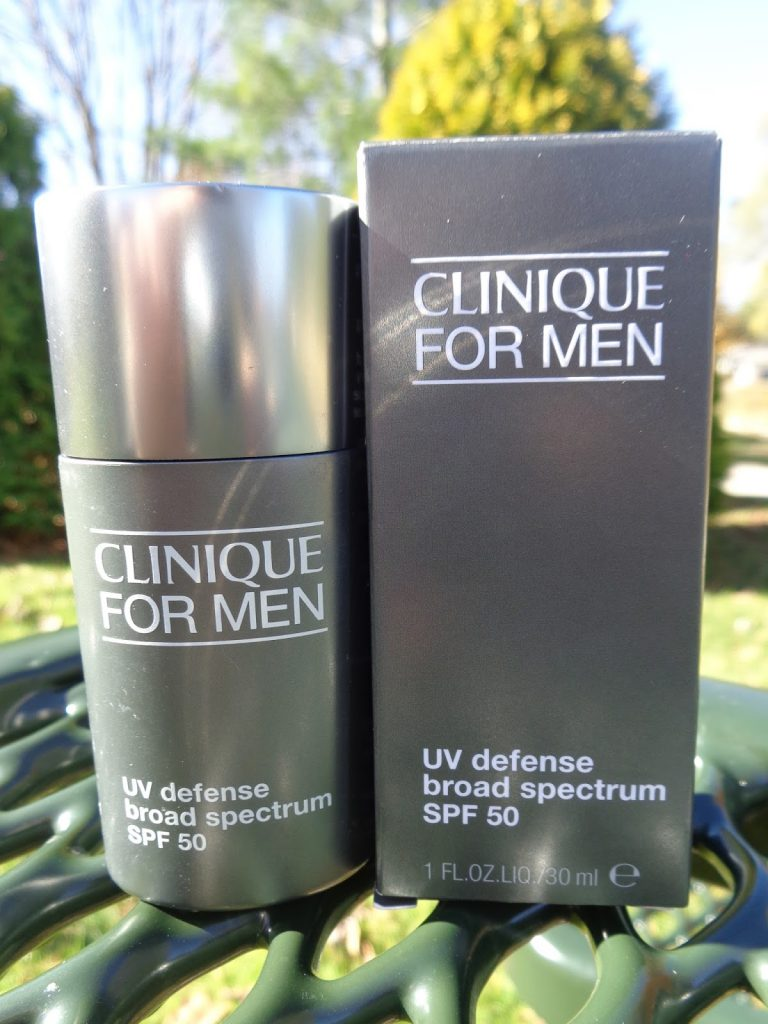 CLINIQUE
FOR MEN
UV defense
broad spectrum
SPF 50
CLINIQUE
FOR MEN
UV defense
broad spectrum
SPF 50
1 FL.OZ.LIQ./30 ml ℮